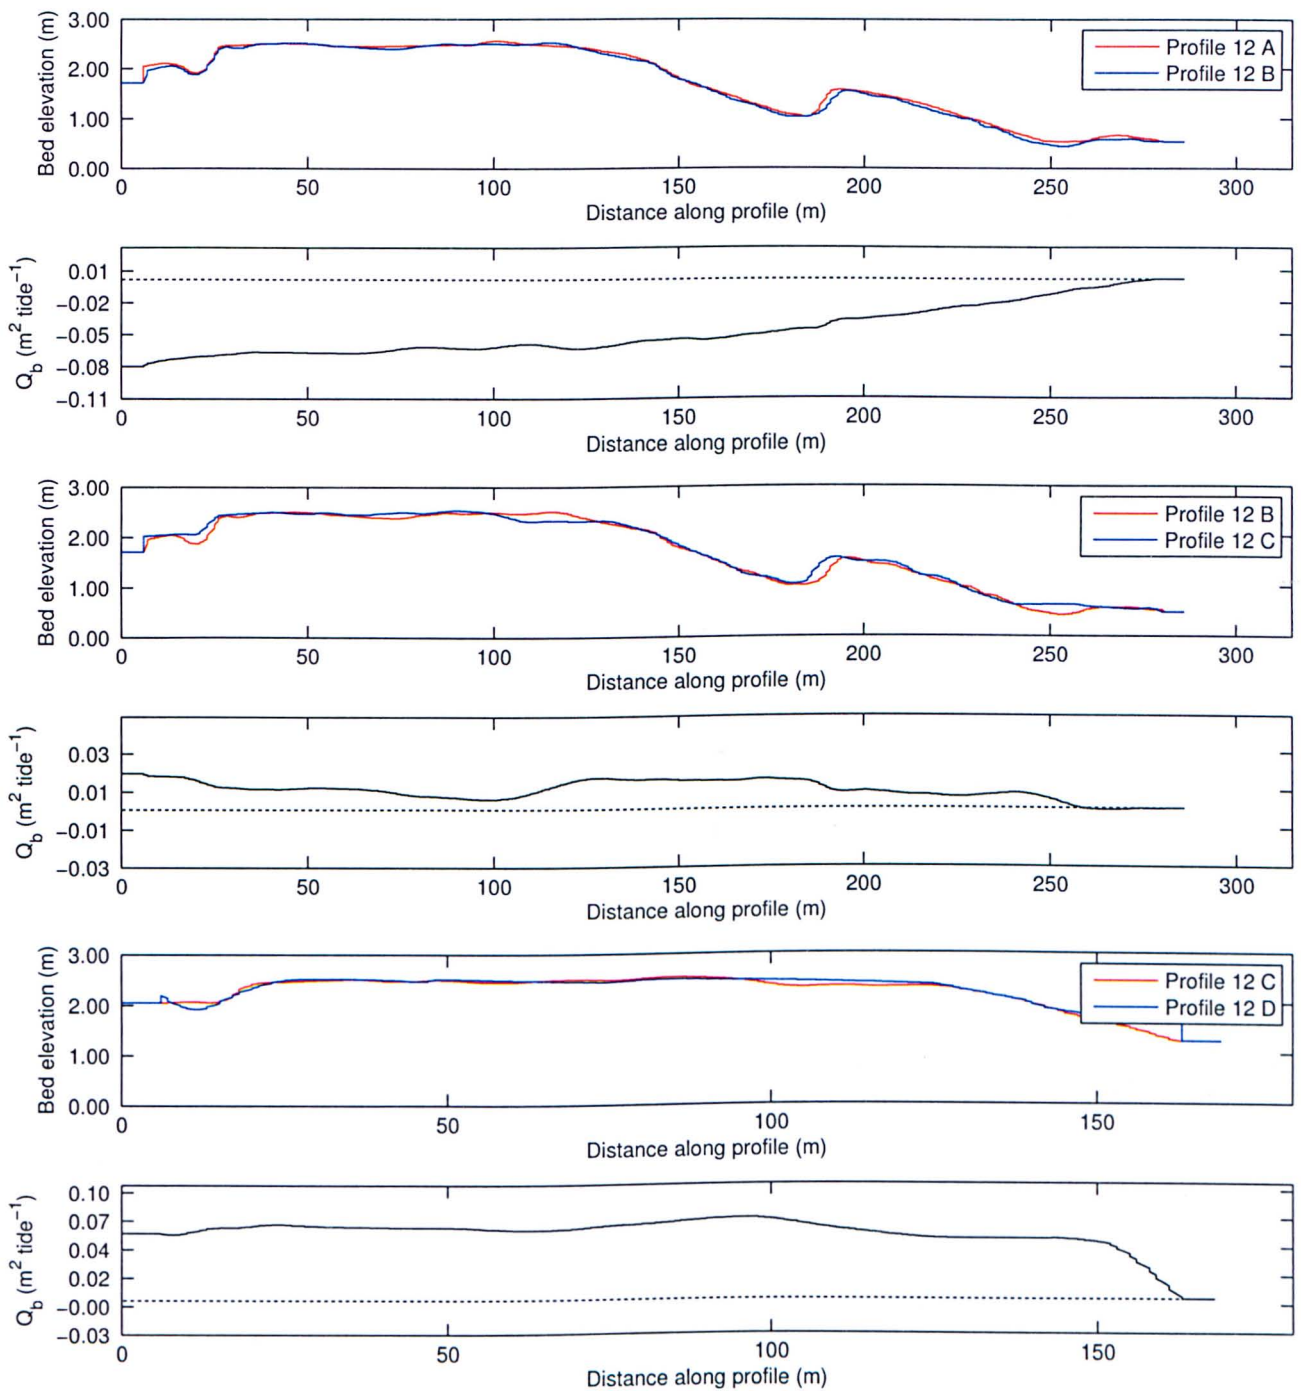 Bed elevation (m)
3.00
2.00
1.00
0.00
Profile 12 A
Profile 12 B
0 50 100 150 200 250 300
Distance along profile (m)
Q_b (m² tide⁻¹)
0.01
−0.02
−0.05
−0.08
−0.11
0 50 100 150 200 250 300
Distance along profile (m)
Bed elevation (m)
3.00
2.00
1.00
0.00
Profile 12 B
Profile 12 C
0 50 100 150 200 250 300
Distance along profile (m)
Q_b (m² tide⁻¹)
0.03
0.01
−0.01
−0.03
0 50 100 150 200 250 300
Distance along profile (m)
Bed elevation (m)
3.00
2.00
1.00
0.00
Profile 12 C
Profile 12 D
0 50 100 150
Distance along profile (m)
Q_b (m² tide⁻¹)
0.10
0.07
0.04
0.02
−0.00
−0.03
0 50 100 150
Distance along profile (m)